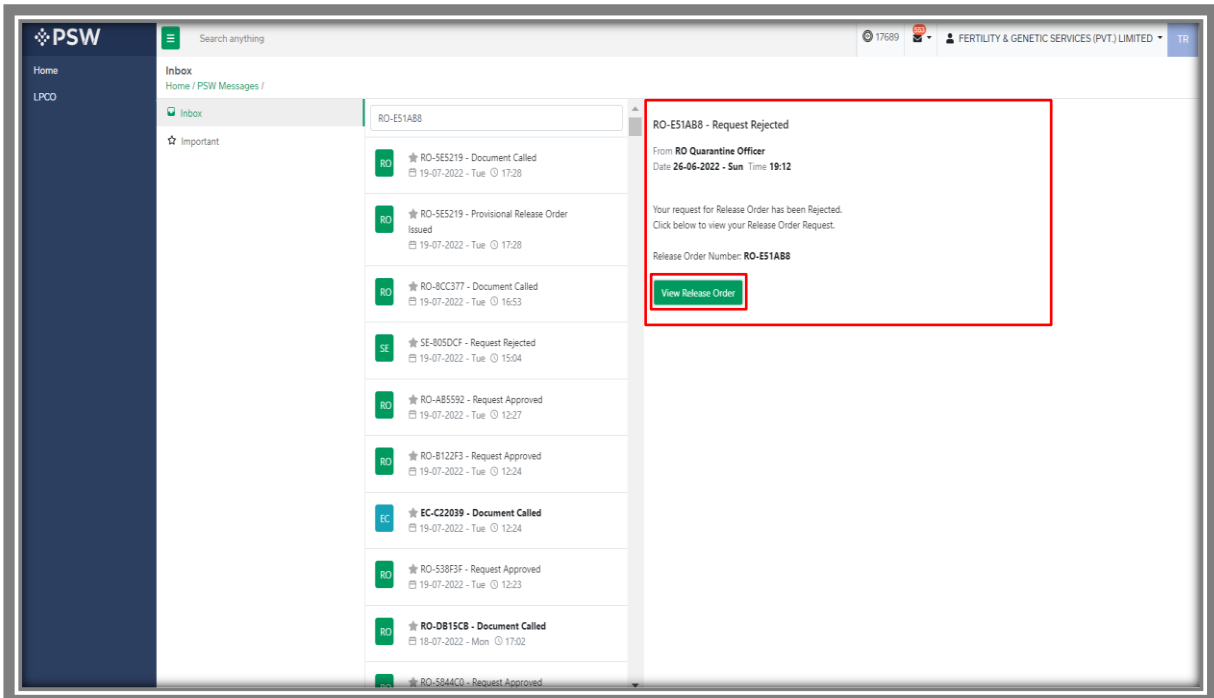 PSW
Search anything
17689
553
FERTILITY & GENETIC SERVICES (PVT.) LIMITED
TR
Home
LPCO
Inbox
Home / PSW Messages /
Inbox
Important
RO-E51AB8
RO
RO-5E5219 - Document Called
19-07-2022 - Tue 17:28
RO
RO-5E5219 - Provisional Release Order
Issued
19-07-2022 - Tue 17:28
RO
RO-8CC377 - Document Called
19-07-2022 - Tue 16:53
SE
SE-805DCF - Request Rejected
19-07-2022 - Tue 15:04
RO
RO-AB5592 - Request Approved
19-07-2022 - Tue 12:27
RO
RO-B122F3 - Request Approved
19-07-2022 - Tue 12:24
EC
EC-C22039 - Document Called
19-07-2022 - Tue 12:24
RO
RO-538F3F - Request Approved
19-07-2022 - Tue 12:23
RO
RO-DB15CB - Document Called
18-07-2022 - Mon 17:02
RO
RO-5844C0 - Request Approved
RO-E51AB8 - Request Rejected
From RO Quarantine Officer
Date 26-06-2022 - Sun Time 19:12
Your request for Release Order has been Rejected.
Click below to view your Release Order Request.
Release Order Number: RO-E51AB8
View Release Order